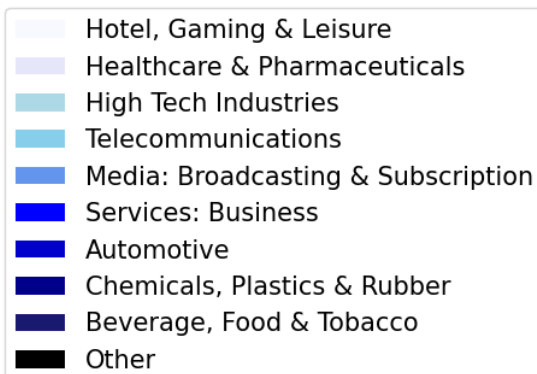 Hotel, Gaming & Leisure
Healthcare & Pharmaceuticals
High Tech Industries
Telecommunications
Media: Broadcasting & Subscription
Services: Business
Automotive
Chemicals, Plastics & Rubber
Beverage, Food & Tobacco
Other